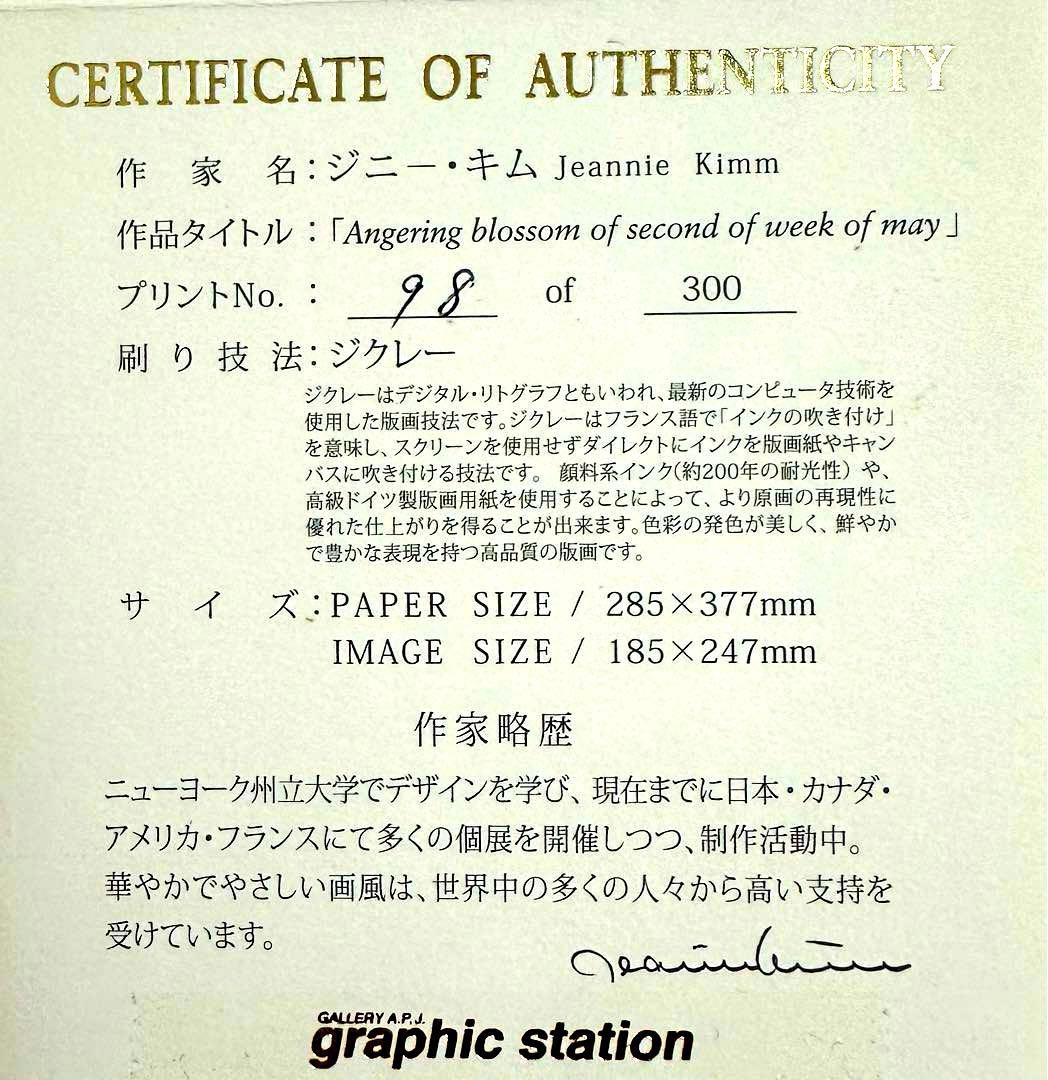 CERTIFICATE OF AUTHENTICITY
作家名：ジニー・キム Jeannie Kimm
作品タイトル：「Angering blossom of second of week of may」
プリントNo.： 98 of 300
刷り技法：ジクレー
ジクレーはデジタル・リトグラフともいわれ、最新のコンピュータ技術を
使用した版画技法です。ジクレーはフランス語で「インクの吹き付け」
を意味し、スクリーンを使用せずダイレクトにインクを版画紙やキャン
バスに吹き付ける技法です。 顔料系インク(約200年の耐光性) や、
高級ドイツ製版画用紙を使用することによって、より原画の再現性に
優れた仕上がりを得ることが出来ます。色彩の発色が美しく、鮮やか
で豊かな表現を持つ高品質の版画です。
サイズ：PAPER SIZE / 285×377mm
IMAGE SIZE / 185×247mm
作家略歴
ニューヨーク州立大学でデザインを学び、現在までに日本・カナダ・
アメリカ・フランスにて多くの個展を開催しつつ、制作活動中。
華やかでやさしい画風は、世界中の多くの人々から高い支持を
受けています。
Jeannie Kimm
GALLERY A.P.J.
graphic station